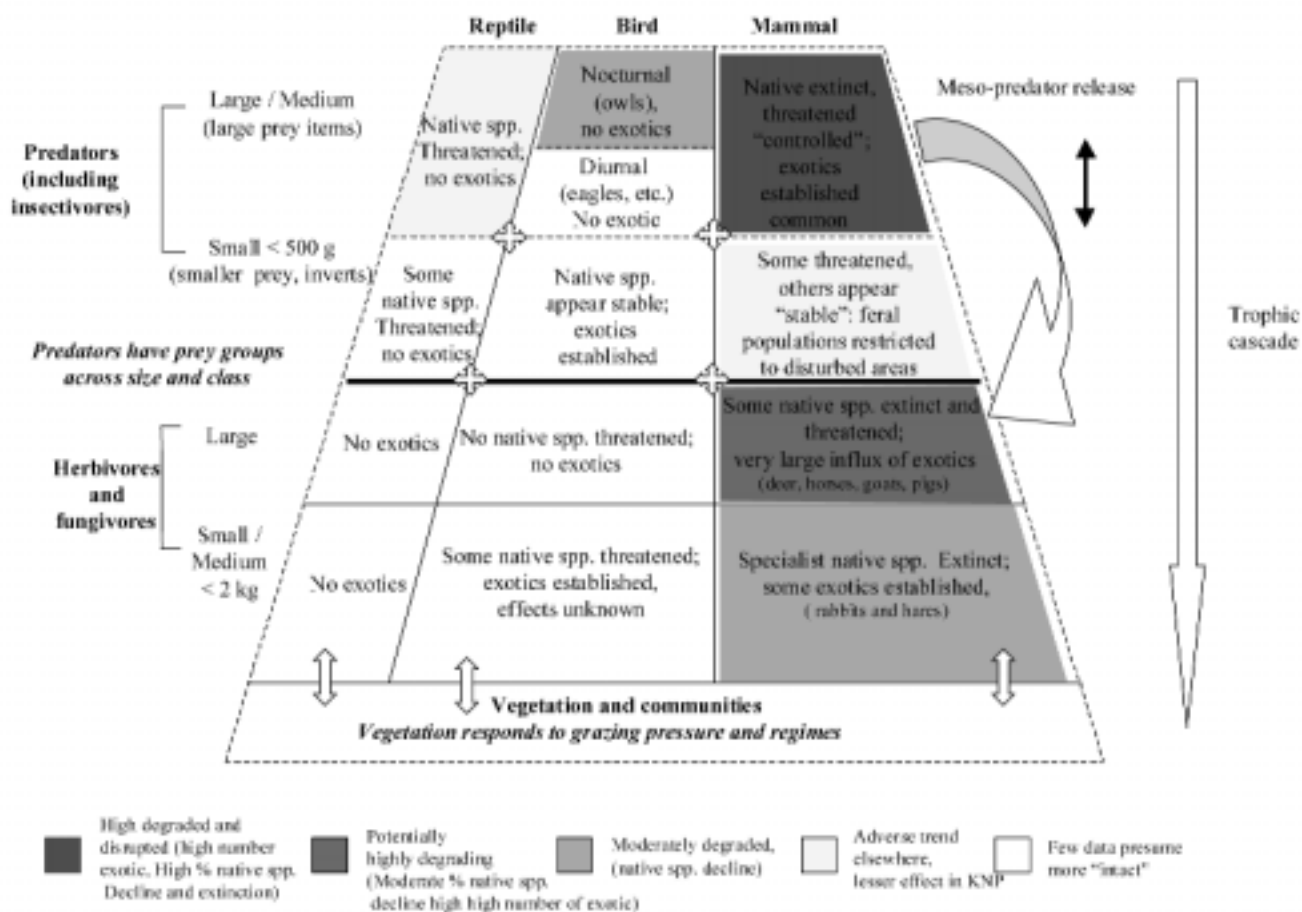 Reptile Bird Mammal
Large / Medium
(large prey items)
Predators
(including
insectivores)
Small < 500 g
(smaller prey, inverts)
Predators have prey groups
across size and class
Large
Herbivores
and
fungivores
Small /
Medium
< 2 kg
Native spp.
Threatened;
no exotics
Nocturnal
(owls),
no exotics
Diurnal
(eagles, etc.)
No exotic
Native extinct,
threatened
“controlled”;
exotics
established
common
Some
native spp.
Threatened;
no exotics
Native spp.
appear stable;
exotics
established
Some threatened,
others appear
“stable”: feral
populations restricted
to disturbed areas
No exotics
No native spp. threatened;
no exotics
Some native spp. extinct and
threatened;
very large influx of exotics
(deer, horses, goats, pigs)
No exotics
Some native spp. threatened;
exotics established,
effects unknown
Specialist native spp. Extinct;
some exotics established,
( rabbits and hares)
Meso-predator release
Trophic
cascade
Vegetation and communities
Vegetation responds to grazing pressure and regimes
High degraded and
disrupted (high number
exotic, High % native spp.
Decline and extinction)
Potentially
highly degrading
(Moderate % native spp.
decline high high number of exotic)
Moderately degraded,
(native spp. decline)
Adverse trend
elsewhere,
lesser effect in KNP
Few data presume
more “intact”